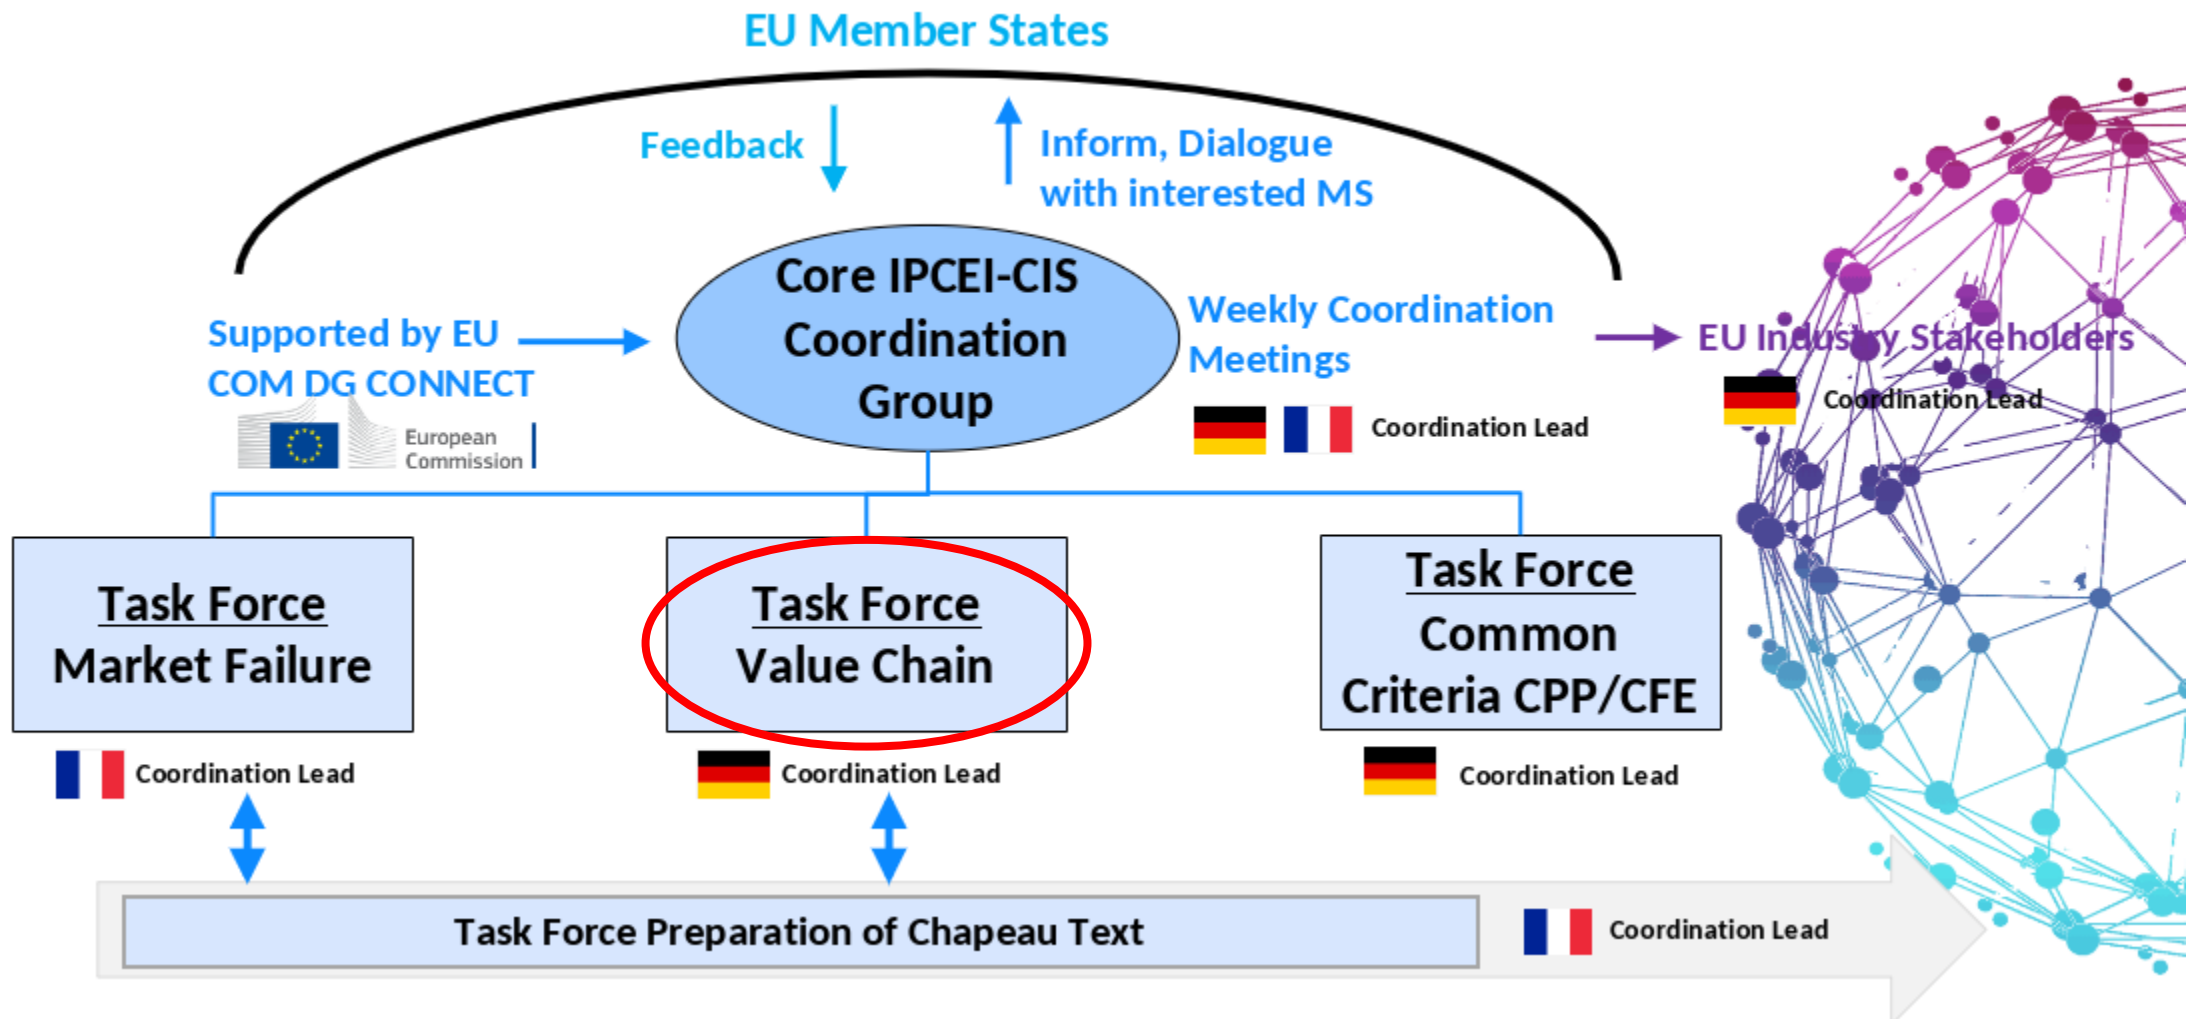 EU Member States
Feedback
Inform, Dialogue
with interested MS
Core IPCEI-CIS
Coordination
Group
Supported by EU
COM DG CONNECT
European
Commission
Weekly Coordination
Meetings
Coordination Lead
EU Industry Stakeholders
Coordination Lead
Task Force
Market Failure
Coordination Lead
Task Force
Value Chain
Coordination Lead
Task Force
Common
Criteria CPP/CFE
Coordination Lead
Task Force Preparation of Chapeau Text
Coordination Lead